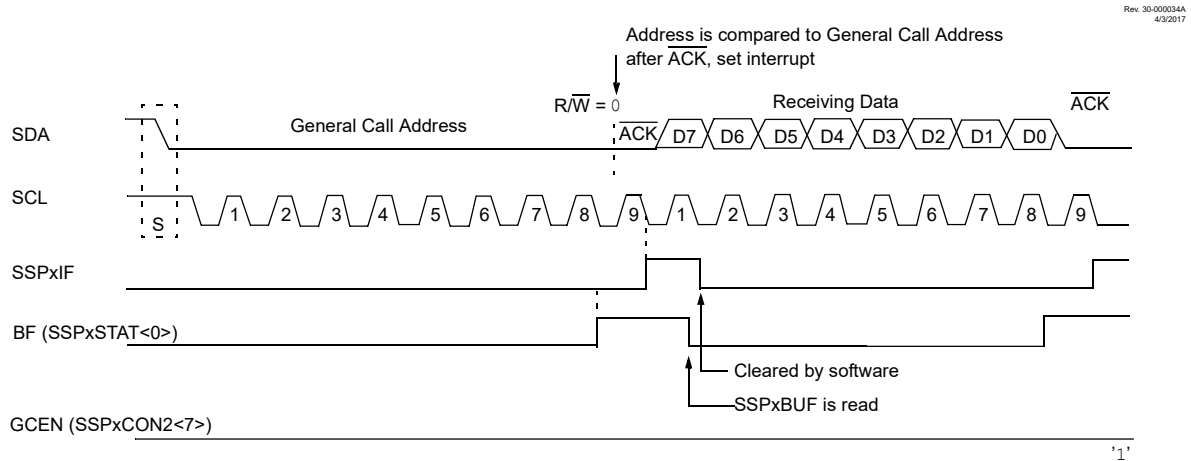 Rev. 30-000034A
4/3/2017
Address is compared to General Call Address
after ACK, set interrupt
R/W = 0
Receiving Data
ACK
SDA
General Call Address
ACK
D7 D6 D5 D4 D3 D2 D1 D0
SCL
S
1 2 3 4 5 6 7 8 9 1 2 3 4 5 6 7 8 9
SSPxIF
BF (SSPxSTAT<0>)
Cleared by software
SSPxBUF is read
GCEN (SSPxCON2<7>)
'1'